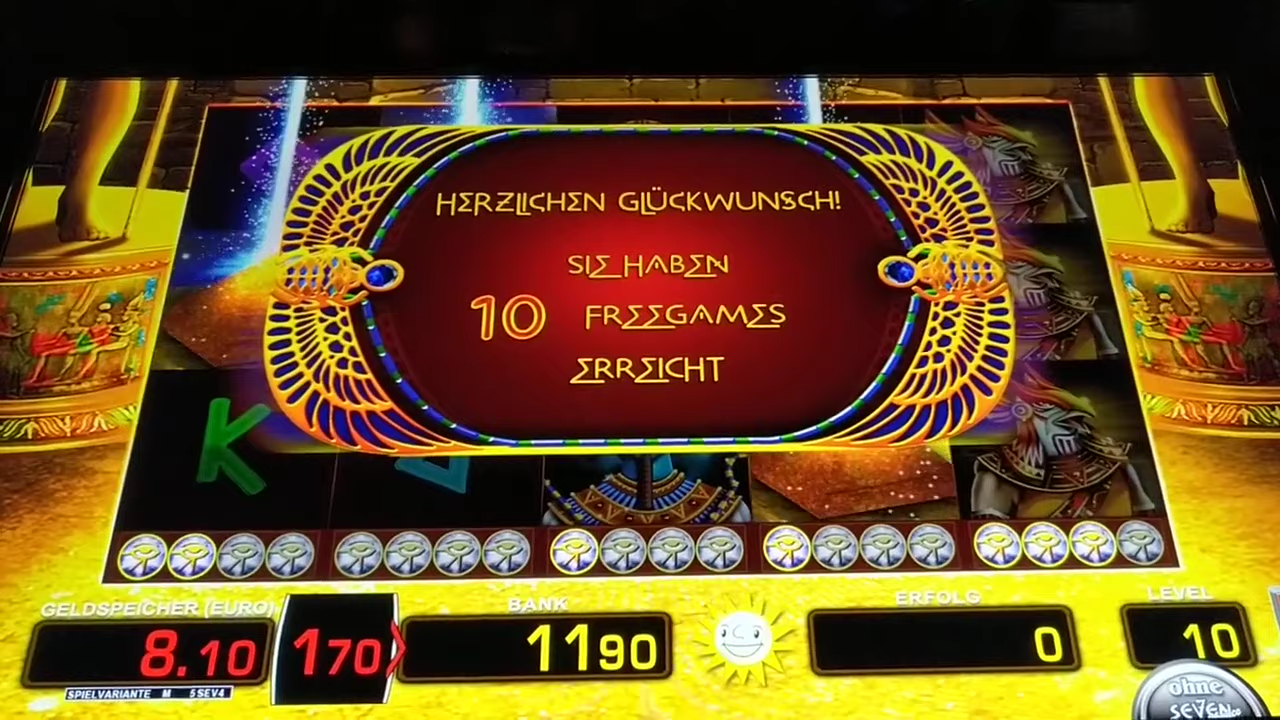 HERZLICHEN GLÜCKWUNSCH!
SIE HABEN
10 FREEGAMES
ERREICHT
K
GELDSPEICHER (EURO)
BANK
ERFOLG
LEVEL
8.10
170
1190
0
10
SPIELVARIANTE M 5SEV4
ohne
SEVEN